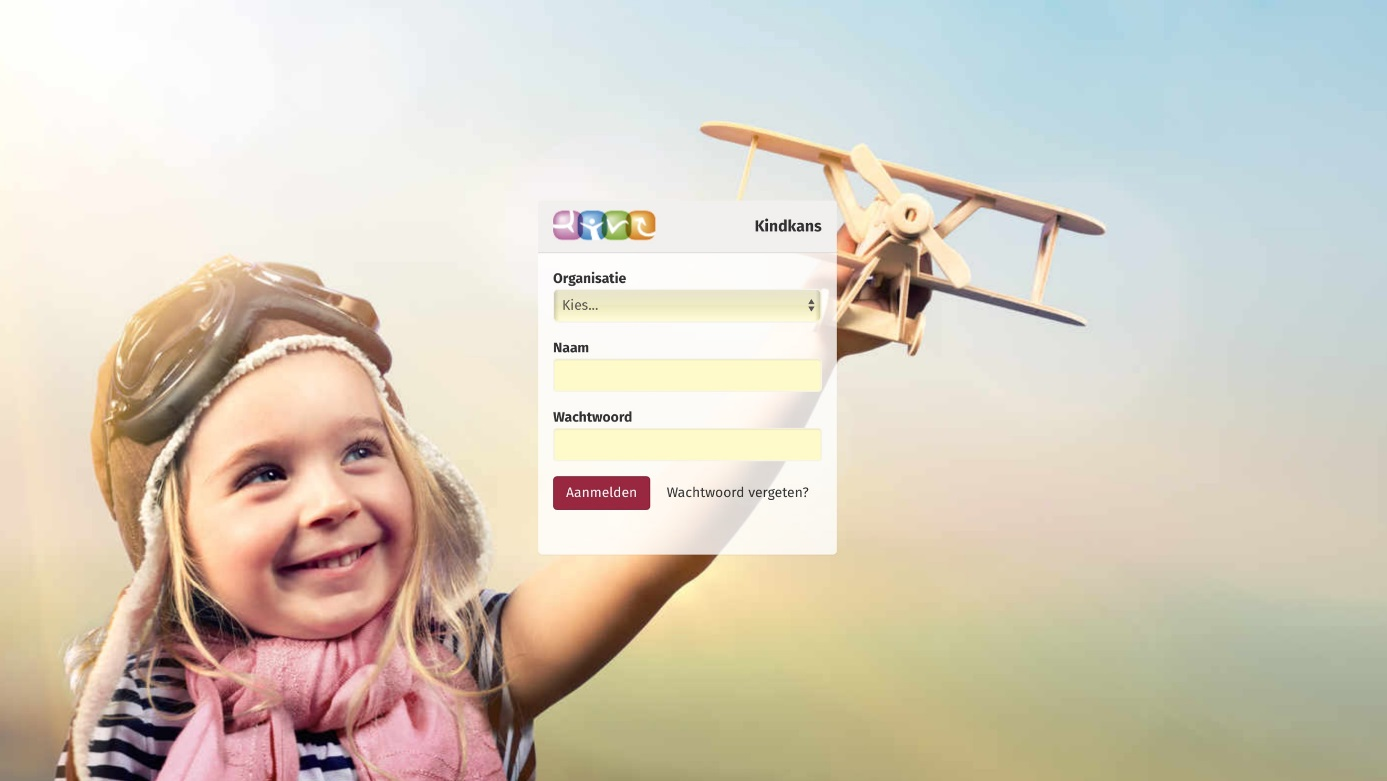 Kindkans
Organisatie
Kies...
Naam
Wachtwoord
Aanmelden Wachtwoord vergeten?